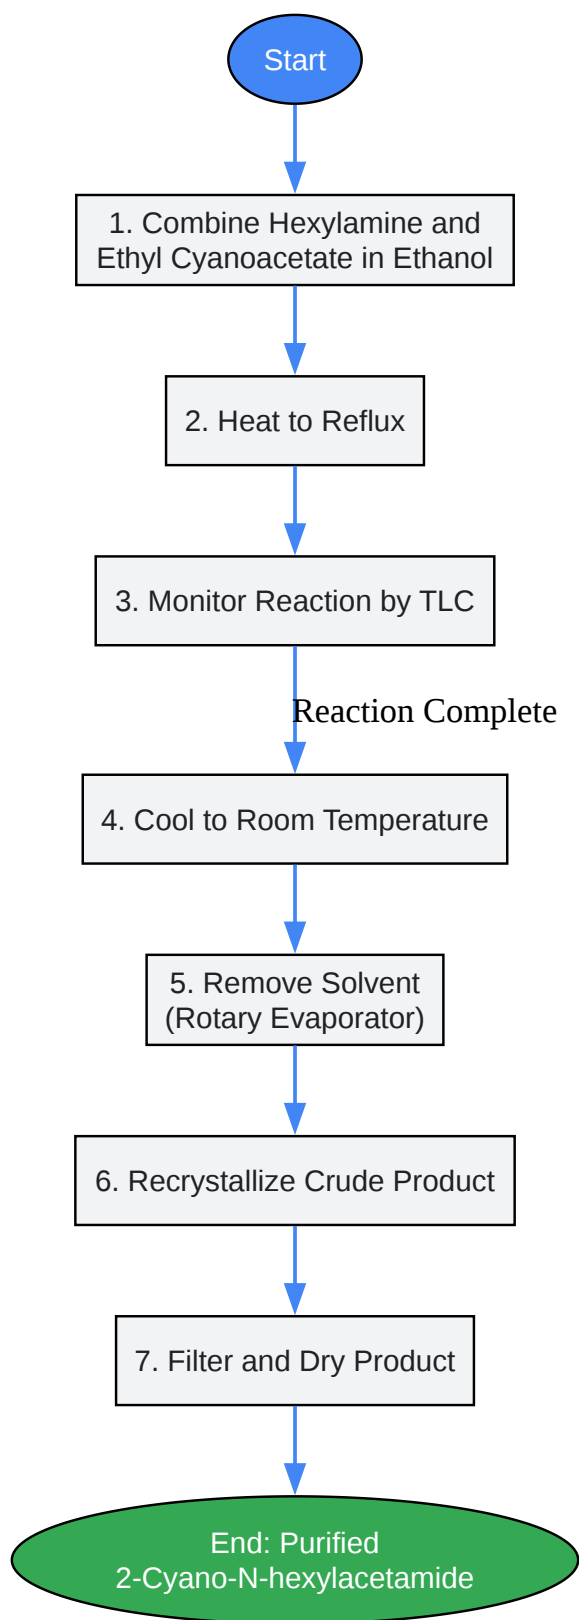 Start
1. Combine Hexylamine and
Ethyl Cyanoacetate in Ethanol
2. Heat to Reflux
3. Monitor Reaction by TLC
Reaction Complete
4. Cool to Room Temperature
5. Remove Solvent
(Rotary Evaporator)
6. Recrystallize Crude Product
7. Filter and Dry Product
End: Purified
2-Cyano-N-hexylacetamide